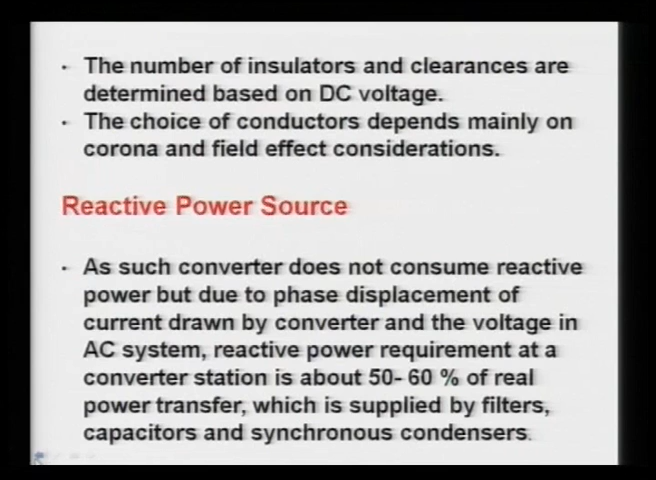 · The number of insulators and clearances are
determined based on DC voltage.
· The choice of conductors depends mainly on
corona and field effect considerations.
Reactive Power Source
· As such converter does not consume reactive
power but due to phase displacement of
current drawn by converter and the voltage in
AC system, reactive power requirement at a
converter station is about 50- 60 % of real
power transfer, which is supplied by filters,
capacitors and synchronous condensers.